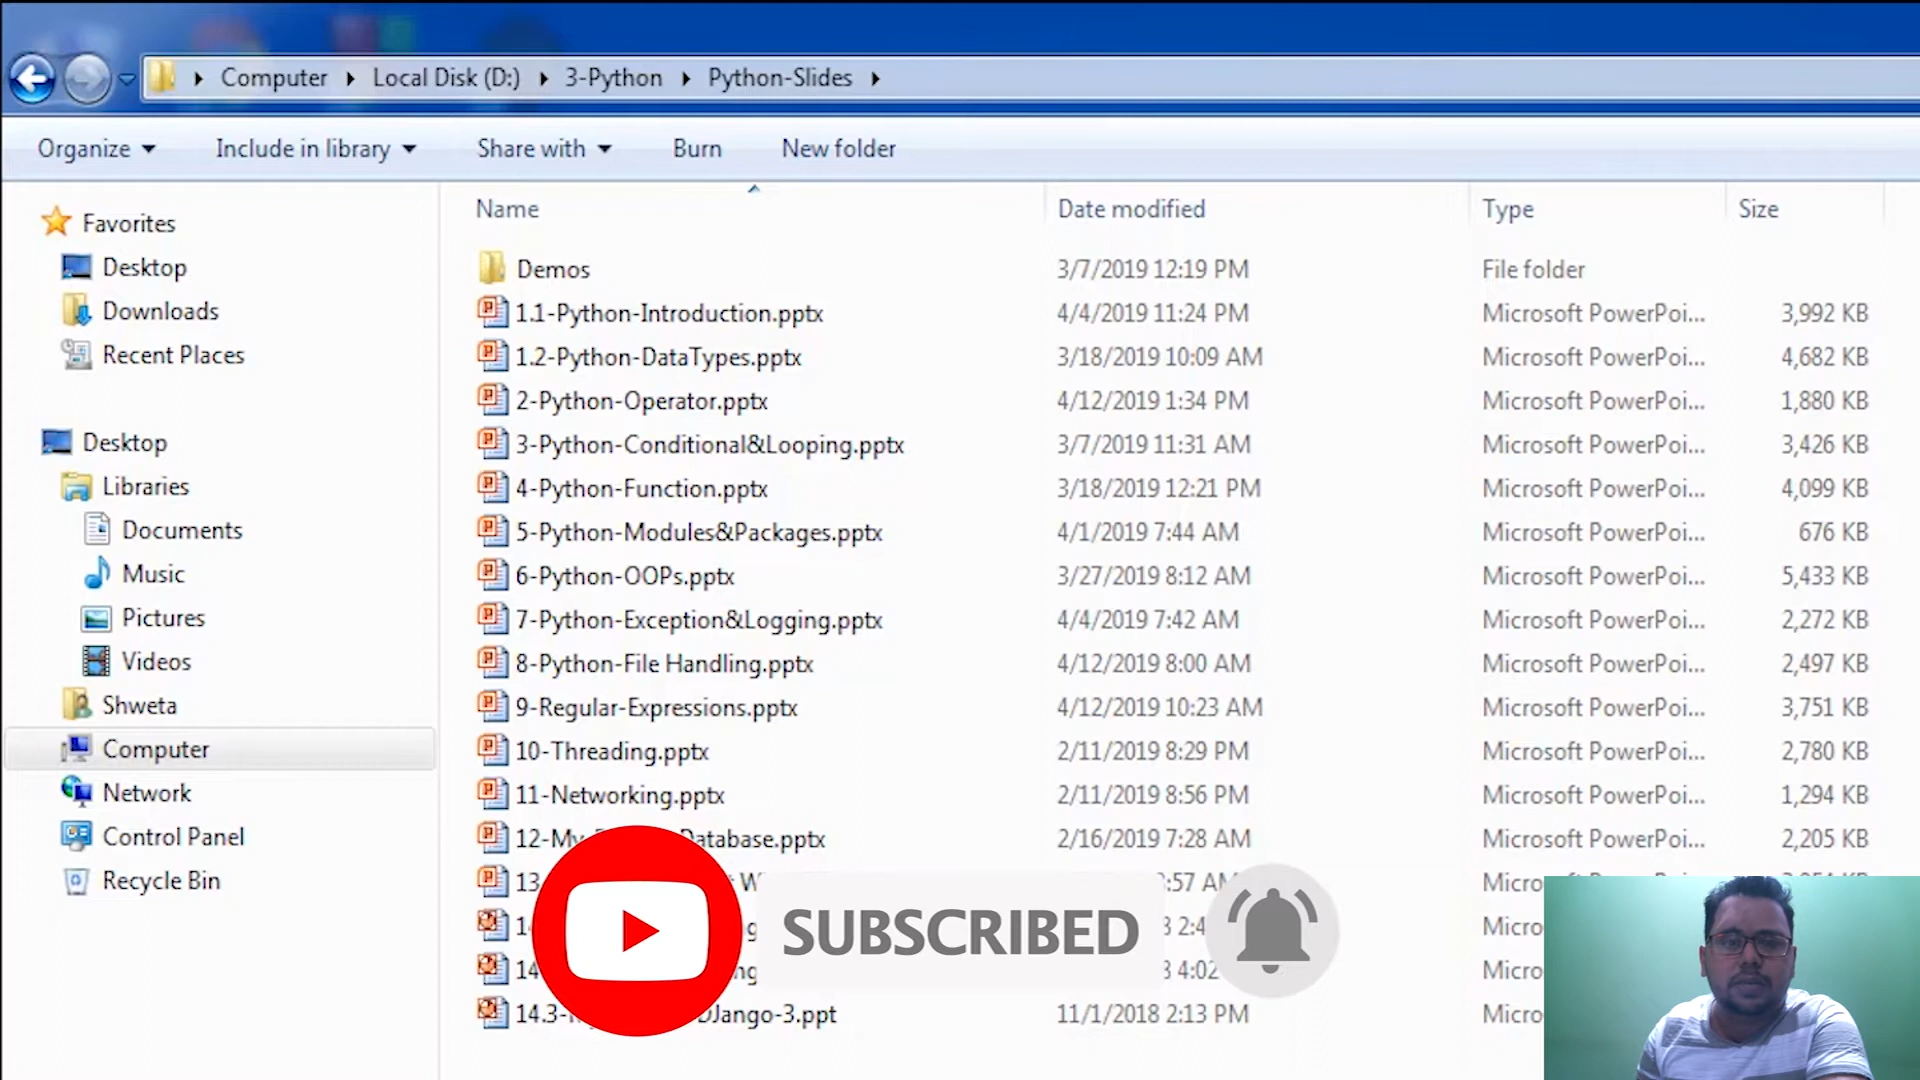 Computer Local Disk (D:) 3-Python Python-Slides
Organize Include in library Share with Burn New folder
Name Date modified Type Size
Favorites
Desktop
Downloads
Recent Places
Desktop
Libraries
Documents
Music
Pictures
Videos
Shweta
Computer
Network
Control Panel
Recycle Bin
Demos 3/7/2019 12:19 PM File folder
1.1-Python-Introduction.pptx 4/4/2019 11:24 PM Microsoft PowerPoi... 3,992 KB
1.2-Python-DataTypes.pptx 3/18/2019 10:09 AM Microsoft PowerPoi... 4,682 KB
2-Python-Operator.pptx 4/12/2019 1:34 PM Microsoft PowerPoi... 1,880 KB
3-Python-Conditional&Looping.pptx 3/7/2019 11:31 AM Microsoft PowerPoi... 3,426 KB
4-Python-Function.pptx 3/18/2019 12:21 PM Microsoft PowerPoi... 4,099 KB
5-Python-Modules&Packages.pptx 4/1/2019 7:44 AM Microsoft PowerPoi... 676 KB
6-Python-OOPs.pptx 3/27/2019 8:12 AM Microsoft PowerPoi... 5,433 KB
7-Python-Exception&Logging.pptx 4/4/2019 7:42 AM Microsoft PowerPoi... 2,272 KB
8-Python-File Handling.pptx 4/12/2019 8:00 AM Microsoft PowerPoi... 2,497 KB
9-Regular-Expressions.pptx 4/12/2019 10:23 AM Microsoft PowerPoi... 3,751 KB
10-Threading.pptx 2/11/2019 8:29 PM Microsoft PowerPoi... 2,780 KB
11-Networking.pptx 2/11/2019 8:56 PM Microsoft PowerPoi... 1,294 KB
12-My Database.pptx 2/16/2019 7:28 AM Microsoft PowerPoi... 2,205 KB
13 :57 AM Micro
14 Micro
14 4:02 Micro
14.3- DJango-3.ppt 11/1/2018 2:13 PM Micro
SUBSCRIBED